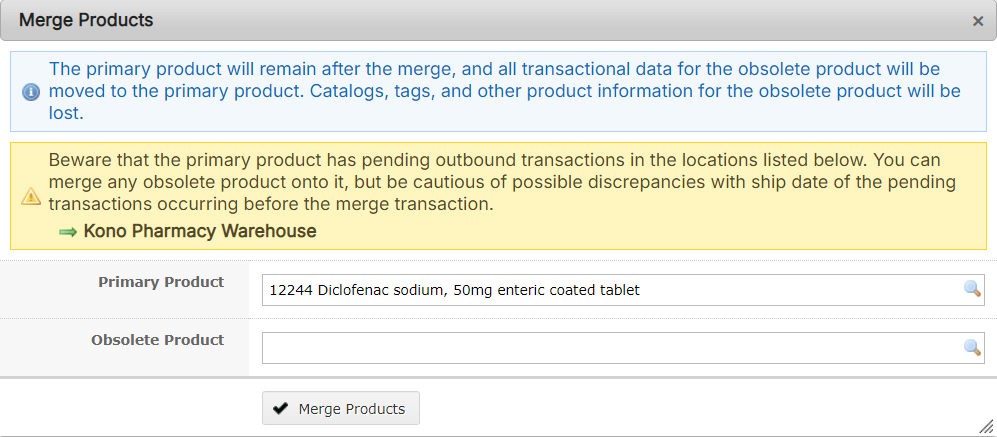 Merge Products
The primary product will remain after the merge, and all transactional data for the obsolete product will be
moved to the primary product. Catalogs, tags, and other product information for the obsolete product will be
lost.
Beware that the primary product has pending outbound transactions in the locations listed below. You can
merge any obsolete product onto it, but be cautious of possible discrepancies with ship date of the pending
transactions occurring before the merge transaction.
Kono Pharmacy Warehouse
Primary Product
12244 Diclofenac sodium, 50mg enteric coated tablet
Obsolete Product
Merge Products